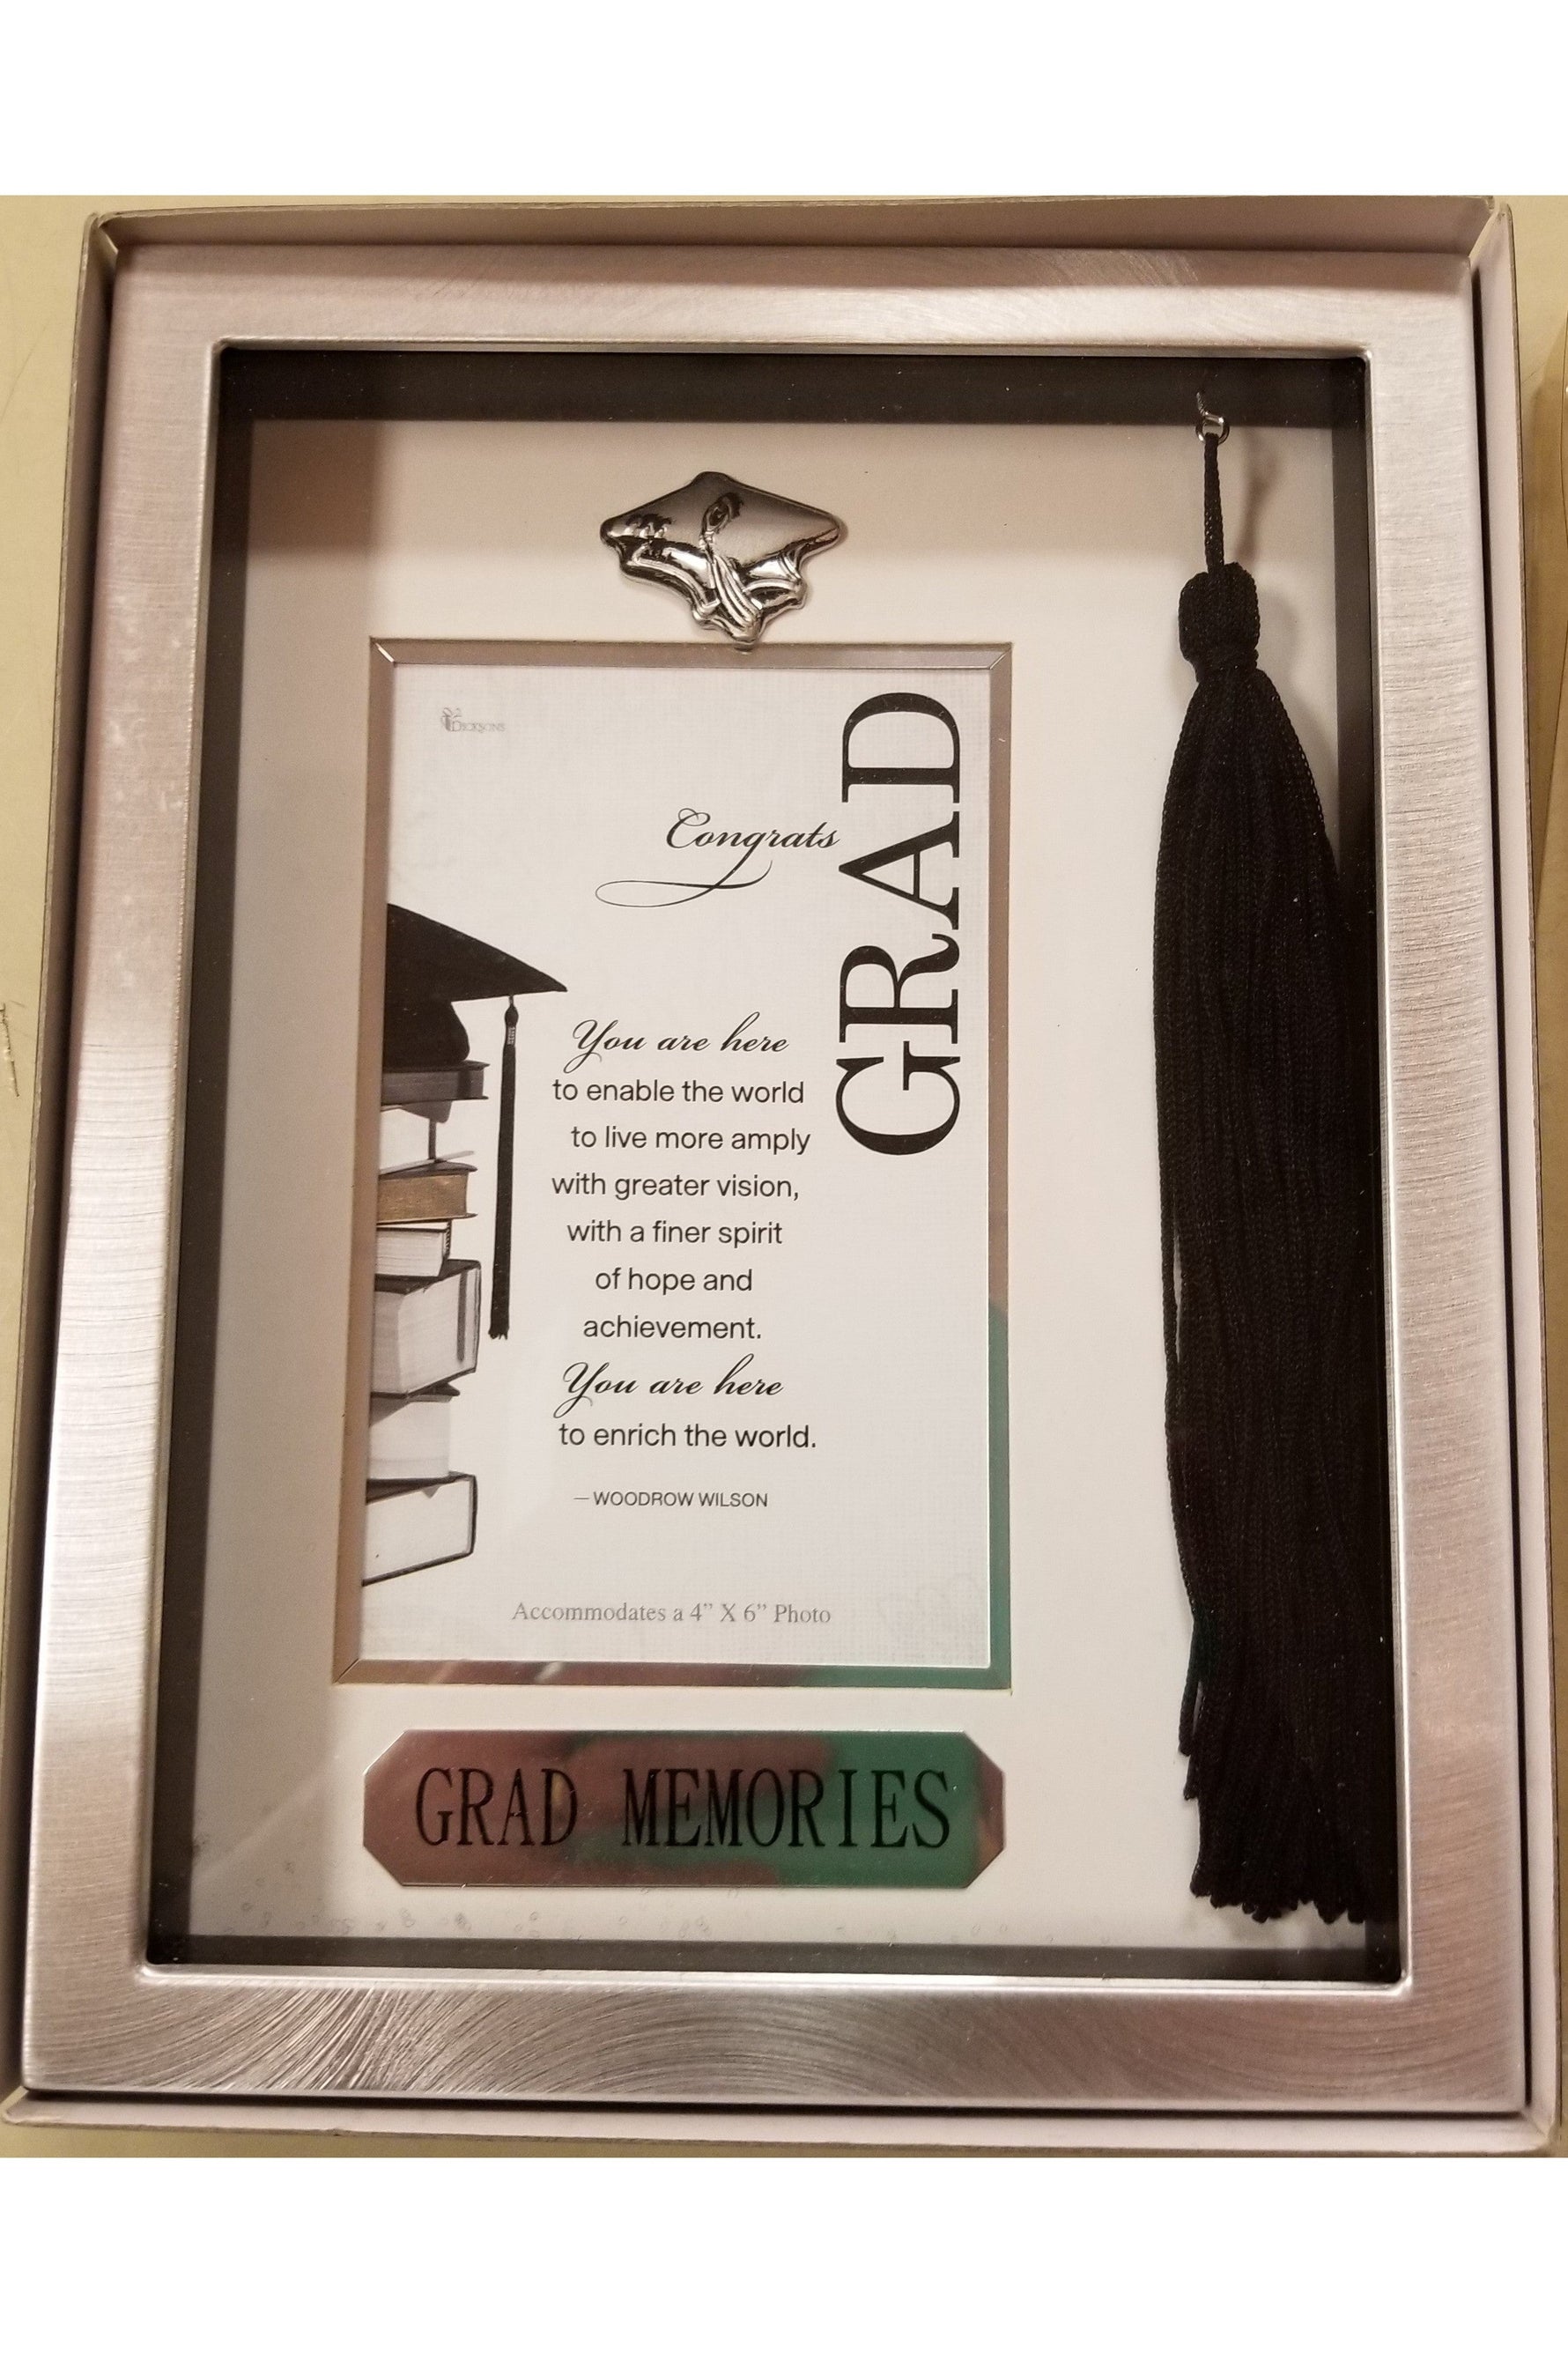 DICKSONS
Congrats
GRAD
You are here
to enable the world
to live more amply
with greater vision,
with a finer spirit
of hope and
achievement.
You are here
to enrich the world.
—WOODROW WILSON
Accommodates a 4” X 6” Photo
GRAD MEMORIES